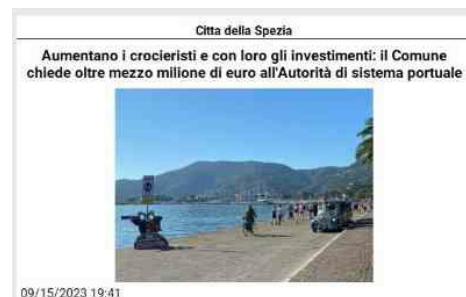 Citta della Spezia
Aumentano i crocieristi e con loro gli investimenti: il Comune
chiede oltre mezzo milione di euro all'Autorità di sistema portuale
09/15/2023 19:41